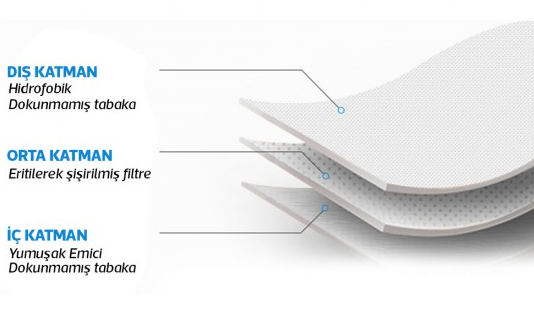 DIŞ KATMAN
Hidrofobik
Dokunmamış tabaka
ORTA KATMAN
Eritilerek şişirilmiş filtre
İÇ KATMAN
Yumuşak Emici
Dokunmamış tabaka